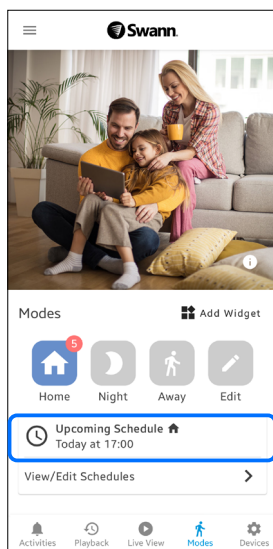 Swann.
Modes
Add Widget
5
Home Night Away Edit
Upcoming Schedule
Today at 17:00
View/Edit Schedules
Activities Playback Live View Modes Devices